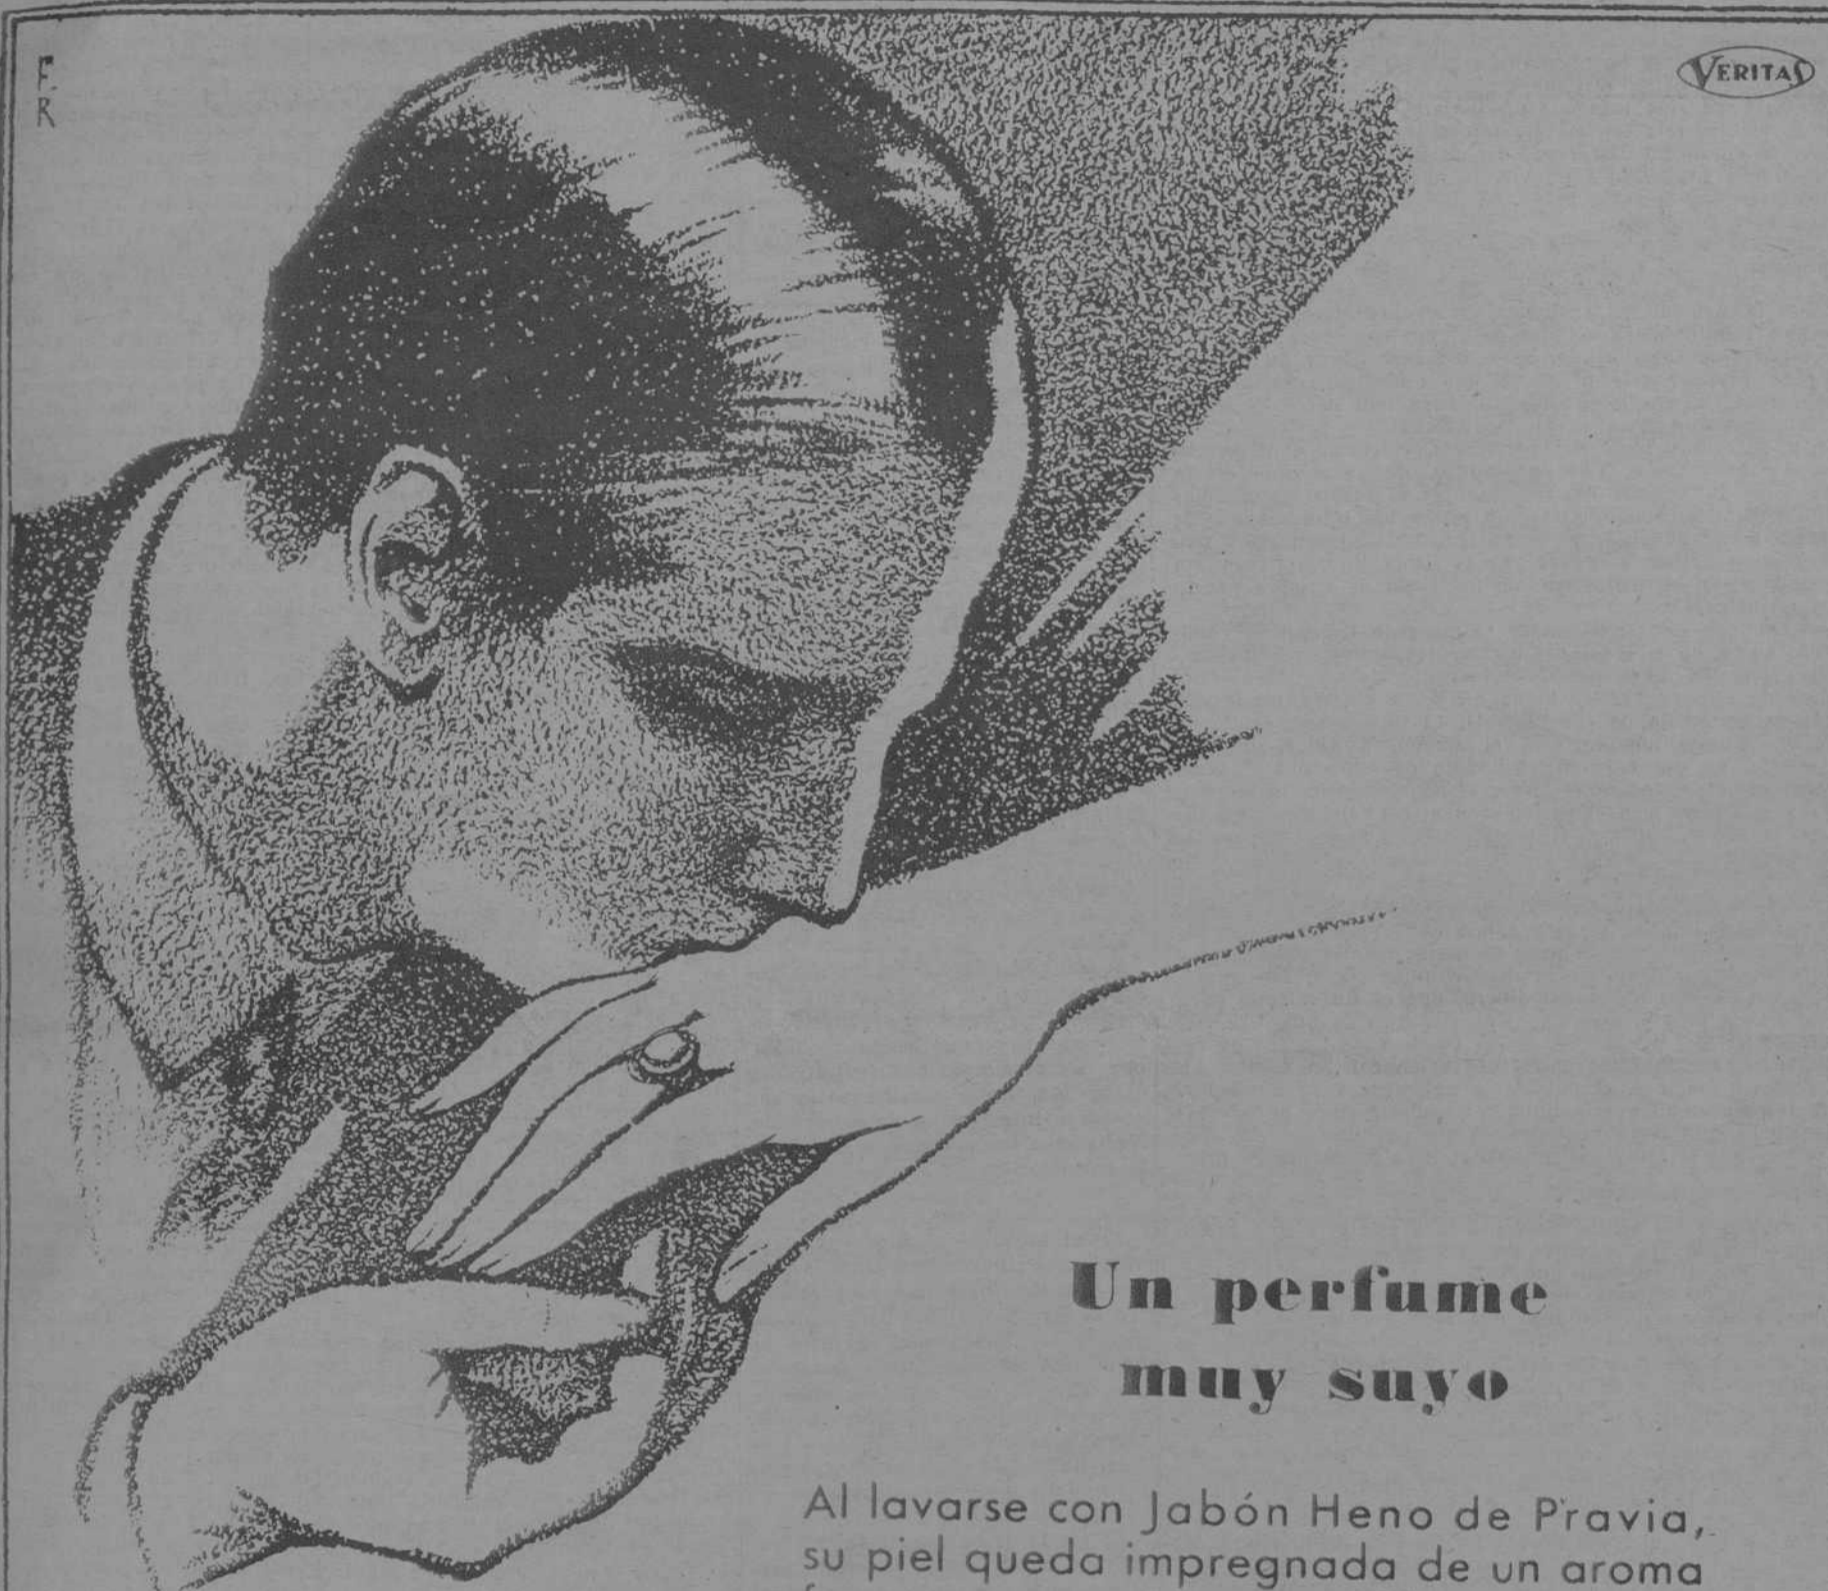 F.
R
VERITAS
Un perfume
muy suyo
Al lavarse con Jabón Heno de Pravia,
su piel queda impregnada de un aroma